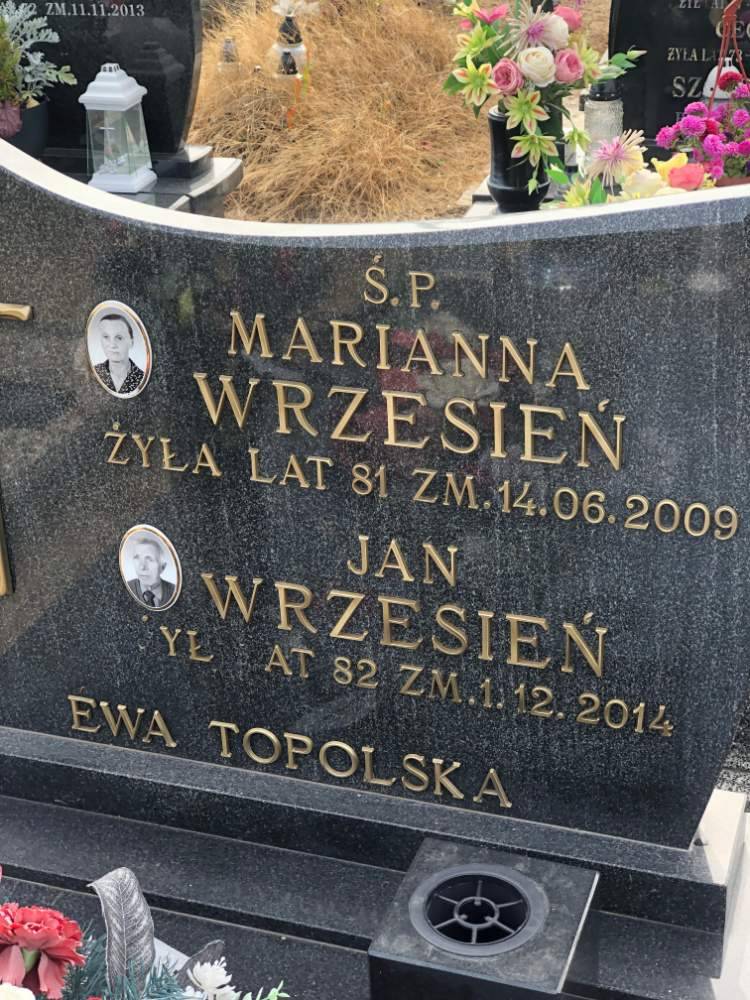 ZM.11.11.2013
Ś.P.
MARIANNA
WRZESIEŃ
ŻYŁA LAT 81 ZM.14.06.2009
JAN
WRZESIEŃ
˙YŁ AT 82 ZM.1.12.2014
EWA TOPOLSKA